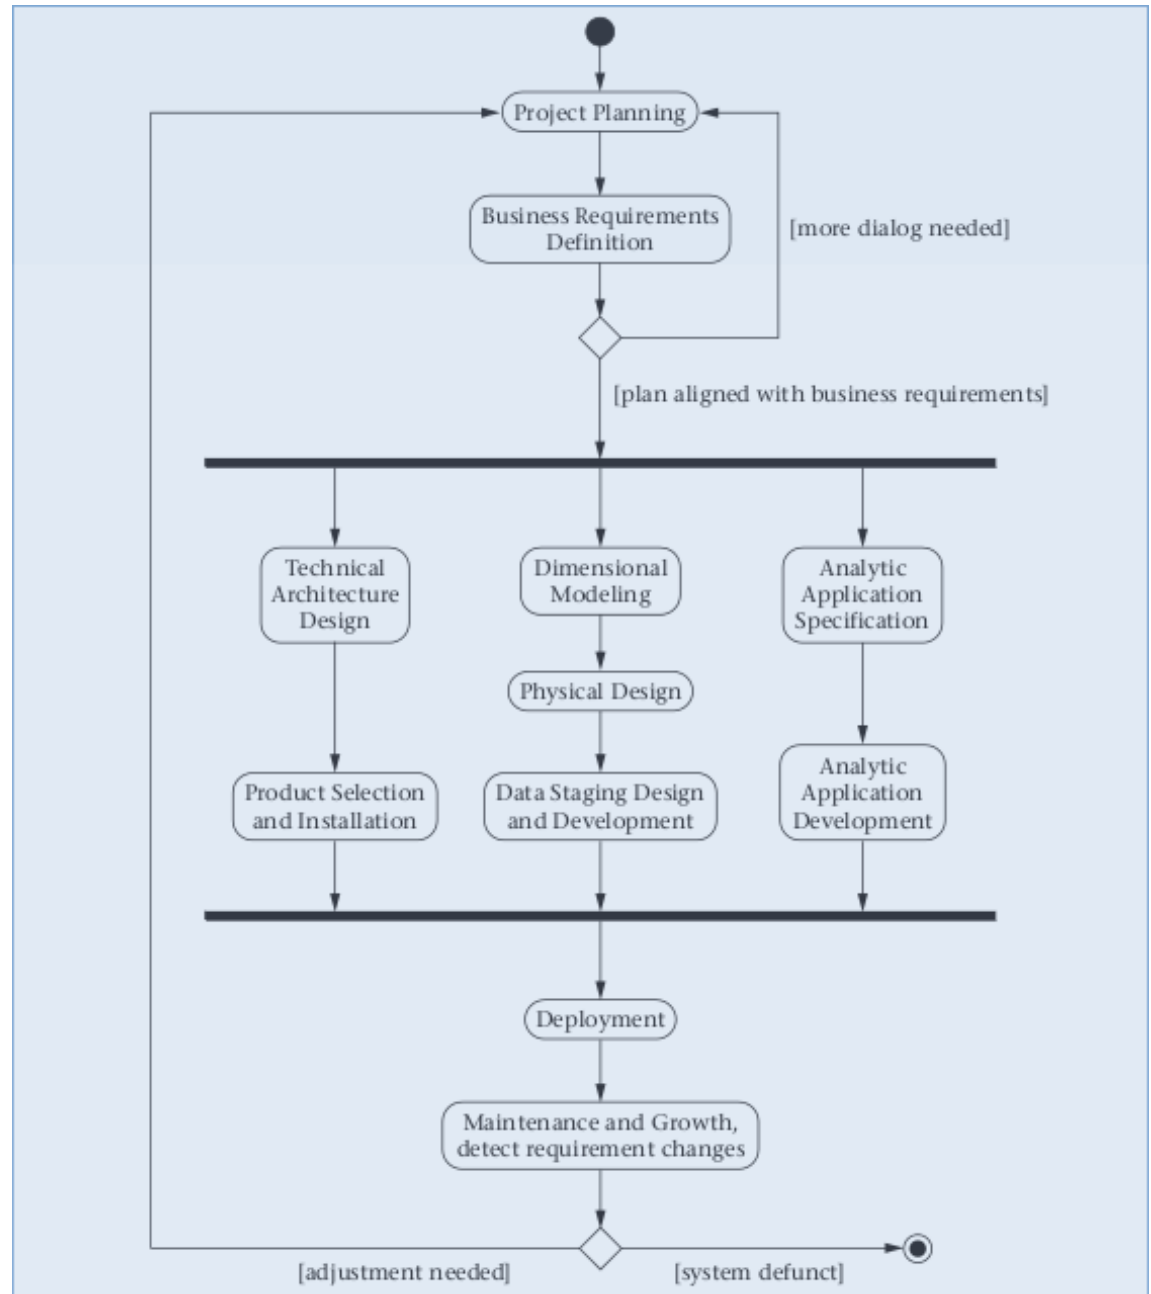 Project Planning
Business Requirements
Definition
[more dialog needed]
[plan aligned with business requirements]
Technical
Architecture
Design
Dimensional
Modeling
Analytic
Application
Specification
Physical Design
Product Selection
and Installation
Data Staging Design
and Development
Analytic
Application
Development
Deployment
Maintenance and Growth,
detect requirement changes
[adjustment needed]
[system defunct]